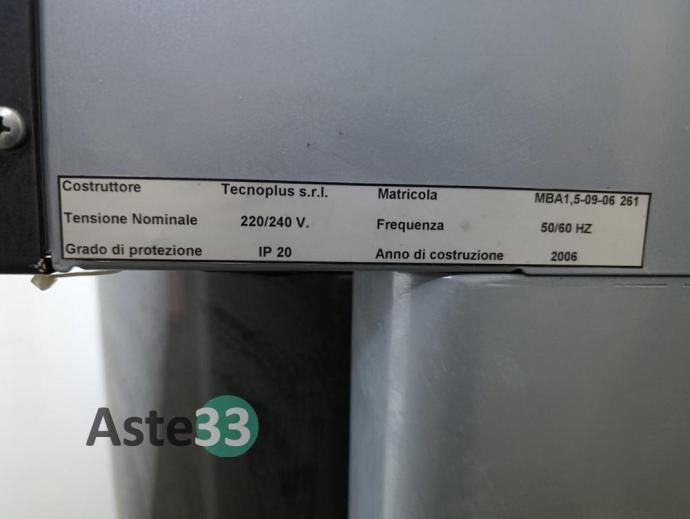 Costruttore Tecnoplus s.r.l. Matricola MBA1,5-09-06 261
Tensione Nominale 220/240 V. Frequenza 50/60 HZ
Grado di protezione IP 20 Anno di costruzione 2006
Aste33